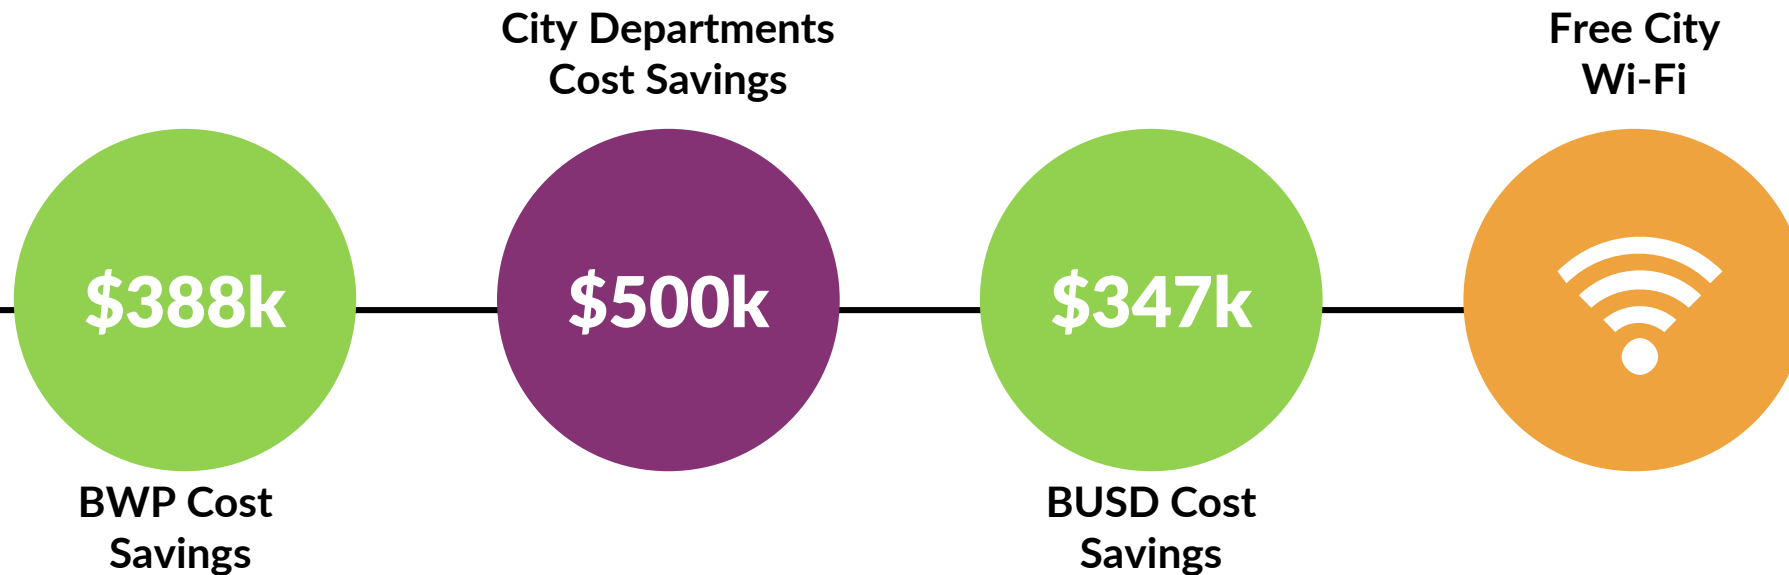 City Departments
Cost Savings
Free City
Wi-Fi
$388k
$500k
$347k
BWP Cost
Savings
BUSD Cost
Savings